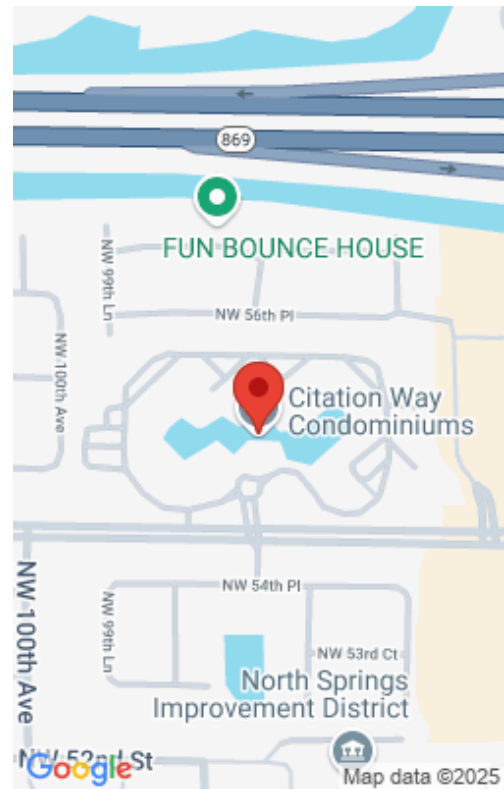 869
FUN BOUNCE HOUSE
NW 99th Ln
NW 56th Pl
NW 100th Ave
Citation Way
Condominiums
NW 54th Pl
NW 100th Ave
NW 99th Ln
NW 53rd Ct
North Springs
Improvement District
NW 52nd St
Google
Map data ©2025